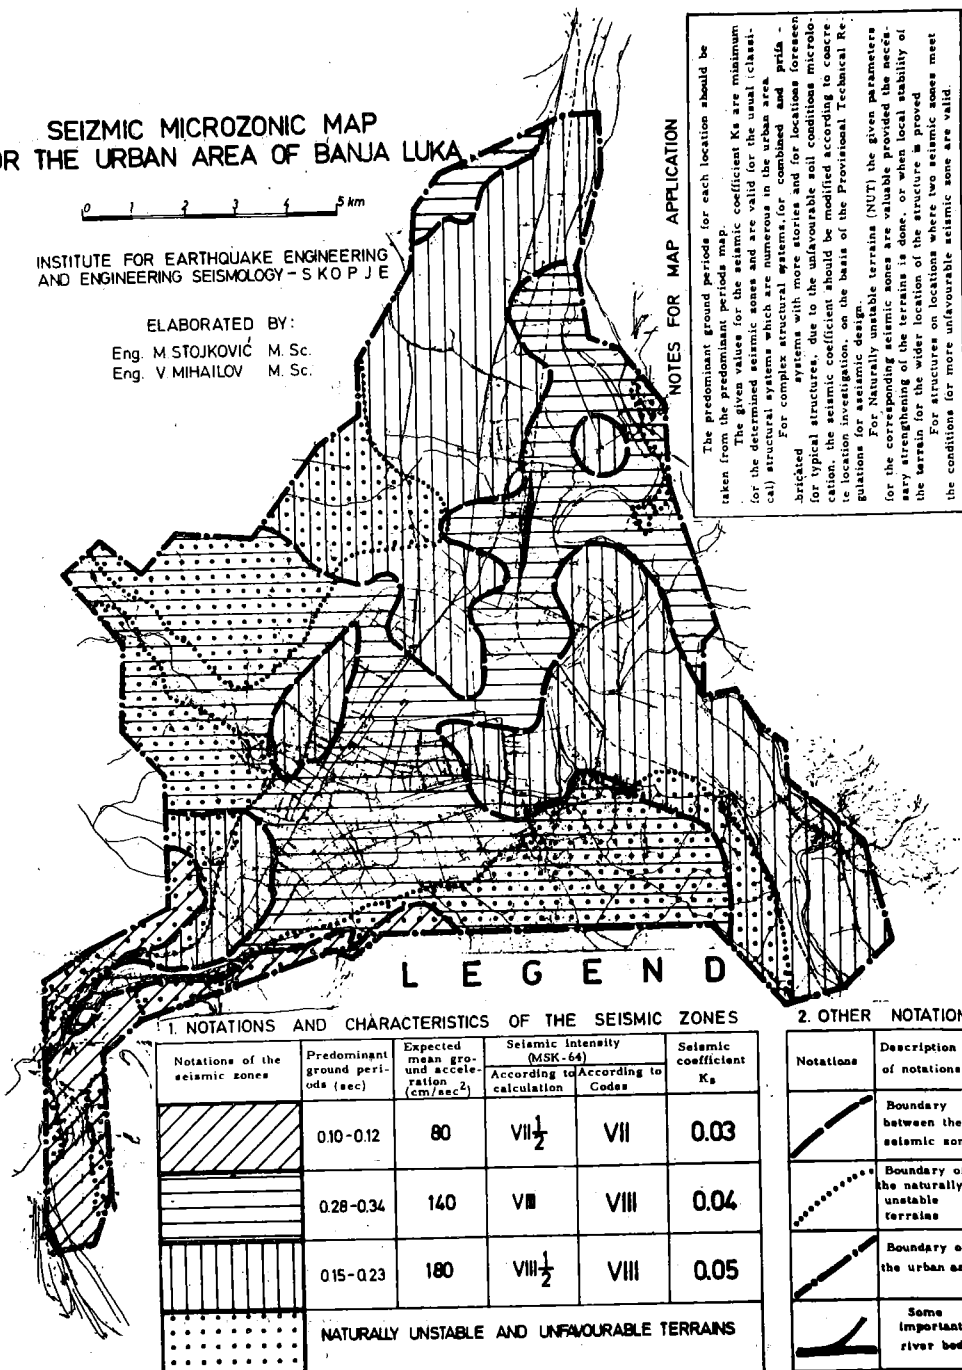 SEIZMIC MICROZONIC MAP
OR THE URBAN AREA OF BANJA LUKA
0 1 2 3 4 5 km
INSTITUTE FOR EARTHQUAKE ENGINEERING
AND ENGINEERING SEISMOLOGY - SKOPJE
ELABORATED BY:
Eng. M STOJKOVIĆ M. Sc.
Eng. V MIHAILOV M. Sc.
NOTES FOR MAP APPLICATION
The predominant ground periods for each location should be
taken from the predominant periods map.
The given values for the seismic coefficient Ks are minimum
for the determined seismic zones and are valid for the usual (classi-
cal) structural systems which are numerous in the urban area
For complex structural systems, for combined and prifa -
bricated systems with more stories and for locations foreseen
for typical structures, due to the unfavourable soil conditions microlo-
cation, the seismic coefficient should be modified according to concre
te location investigation, on the basis of the Provisional Technical Re-
gulations for aseismic design.
For Naturally unstable terrains (NUT) the given parameters
for the corresponding seismic zones are valuable provided the neces-
sary strengthening of the terrains is done, or when local stability of
the terrain for the wider location of the structure is proved
For structures on locations where two seismic zones meet
the conditions for more unfavourable seismic zone are valid.
LEGEND
1. NOTATIONS AND CHARACTERISTICS OF THE SEISMIC ZONES
Notations of the
seismic zones
Predominant
ground peri-
ods (sec)
Expected
mean gro-
und accele-
ration
(cm/sec²)
Seismic intensity
(MSK-64)
According to
calculation
According to
Codes
Seismic
coefficient
Ks
0.10-0.12 80 VII½ VII 0.03
0.28-0.34 140 VIII VIII 0.04
0.15-0.23 180 VIII½ VIII 0.05
NATURALLY UNSTABLE AND UNFAVOURABLE TERRAINS
2. OTHER NOTATION
Notations
Description
of notations
Boundary
between the
seismic zon
Boundary of
the naturally
unstable
terrains
Boundary o
the urban ar
Some
important
river bed